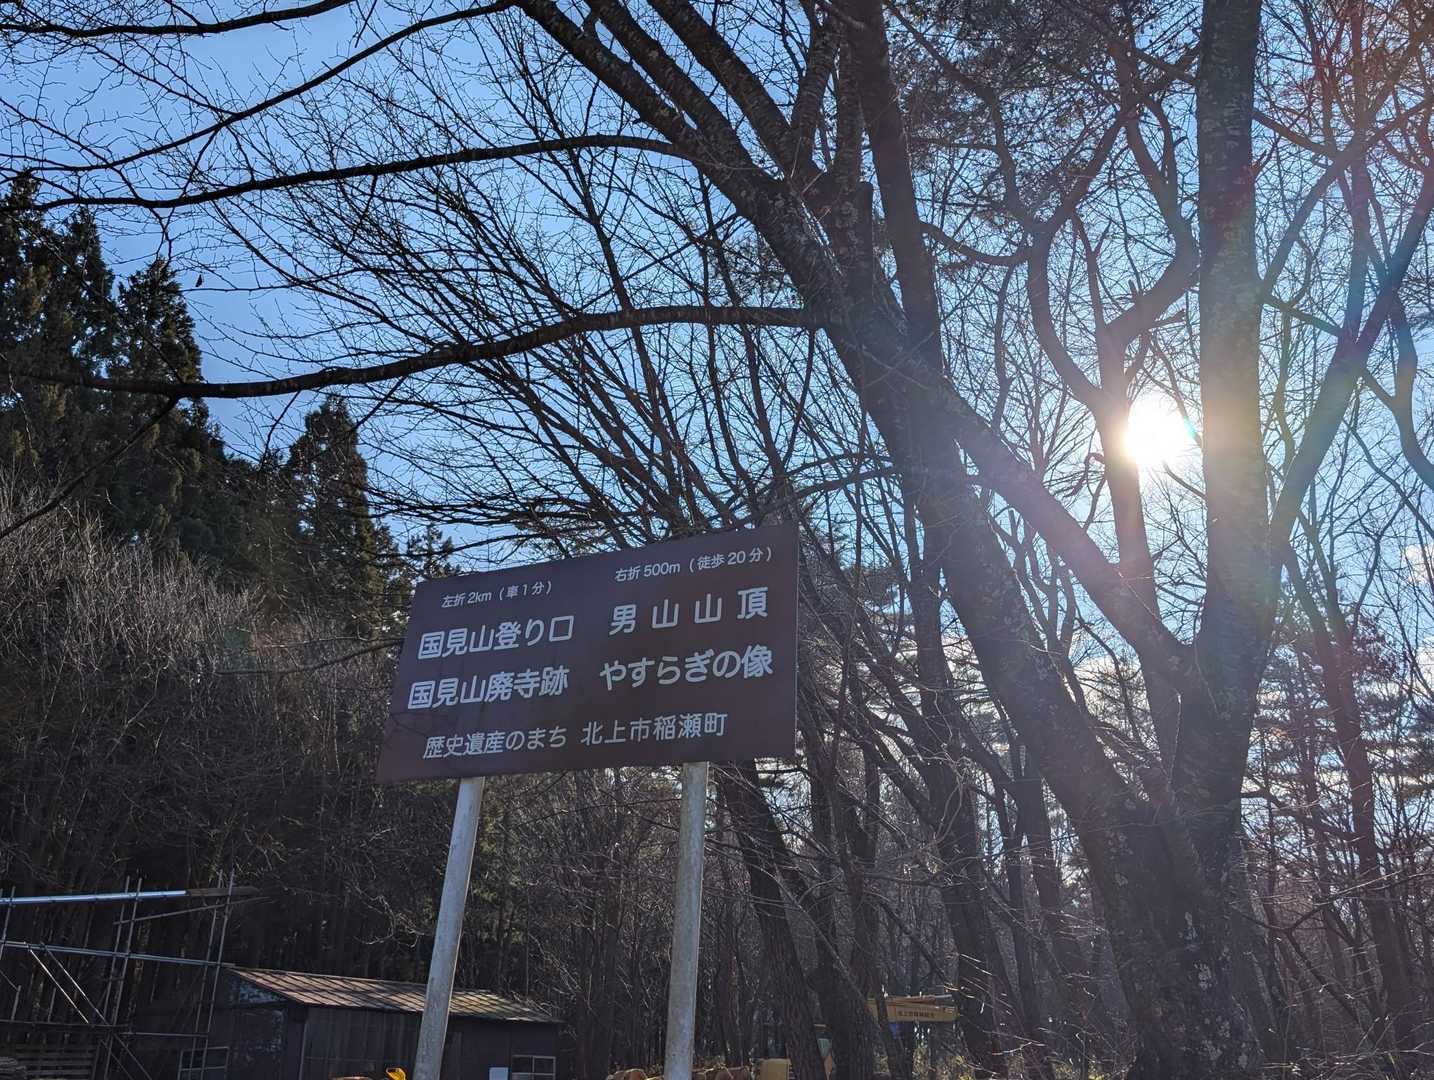 左折 2km (車1分)
国見山登り口
国見山廃寺跡
右折 500m (徒歩 20分)
男山山頂
やすらぎの像
歴史遺産のまち 北上市稲瀬町